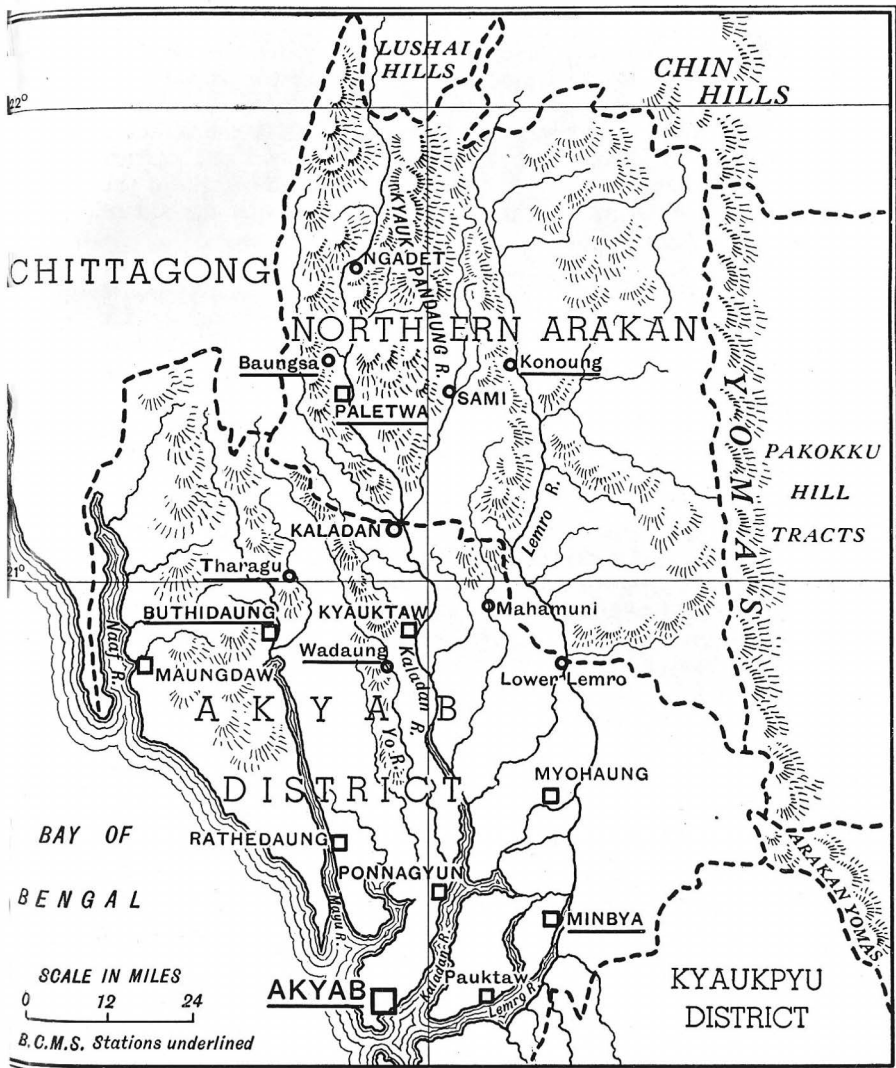 LUSHAI
HILLS
CHIN
HILLS
22°
KYAUK PANDAUNG R.
CHITTAGONG
NGADET
NORTHERN ARAKAN
Baungsa
Konoung
PALETWA
SAMI
YOMAS
PAKOKKU
HILL
TRACTS
KALADAN
Lemro R.
21°
Tharagu
Mahamuni
BUTHIDAUNG
KYAUKTAW
Naaf R.
MAUNGDAW
Wadaung
Kaladan R.
Lower Lemro
AKYAB
DISTRICT
Yo R.
MYOHAUNG
BAY OF
BENGAL
RATHEDAUNG
PONNAGYUN
Mayu R.
MINBYA
ARAKAN YOMAS
Kaladan R.
Pauktaw
Lemro R.
KYAUKPYU
DISTRICT
AKYAB
SCALE IN MILES
0 12 24
B.C.M.S. Stations underlined